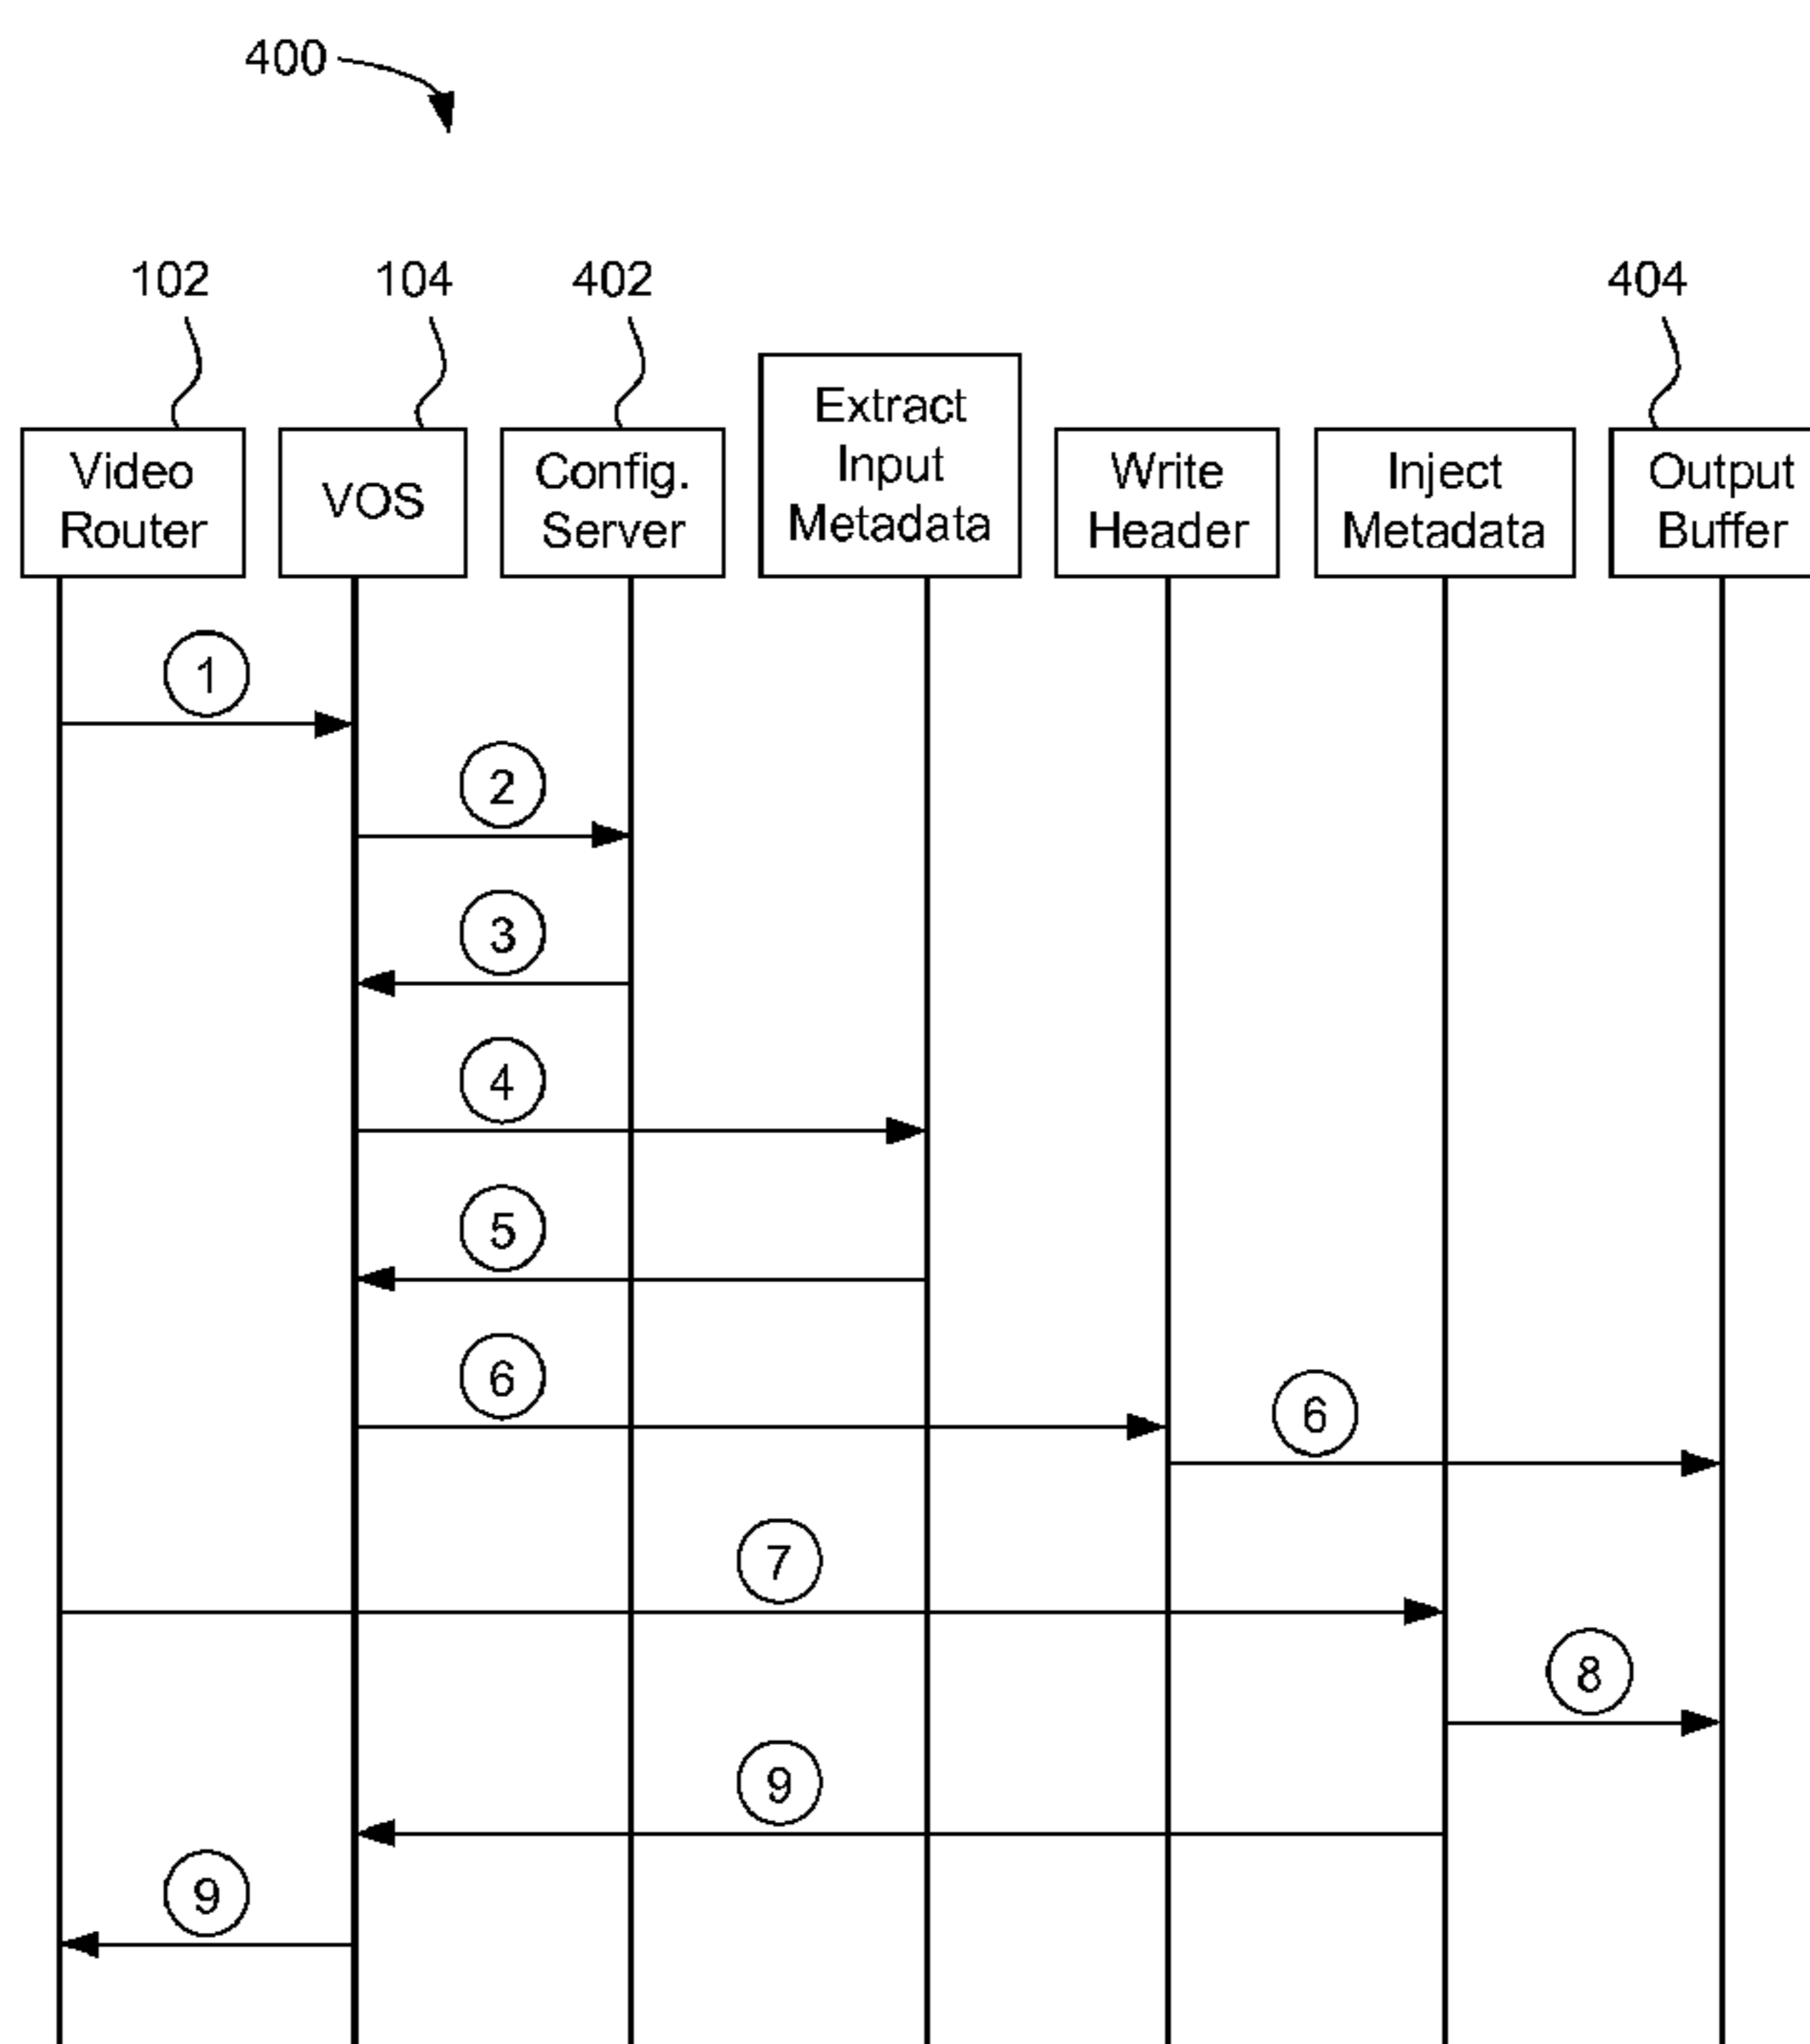 400
102
104
402
404
Video
Router
VOS
Config.
Server
Extract
Input
Metadata
Write
Header
Inject
Metadata
Output
Buffer
1
2
3
4
5
6
6
7
8
9
9